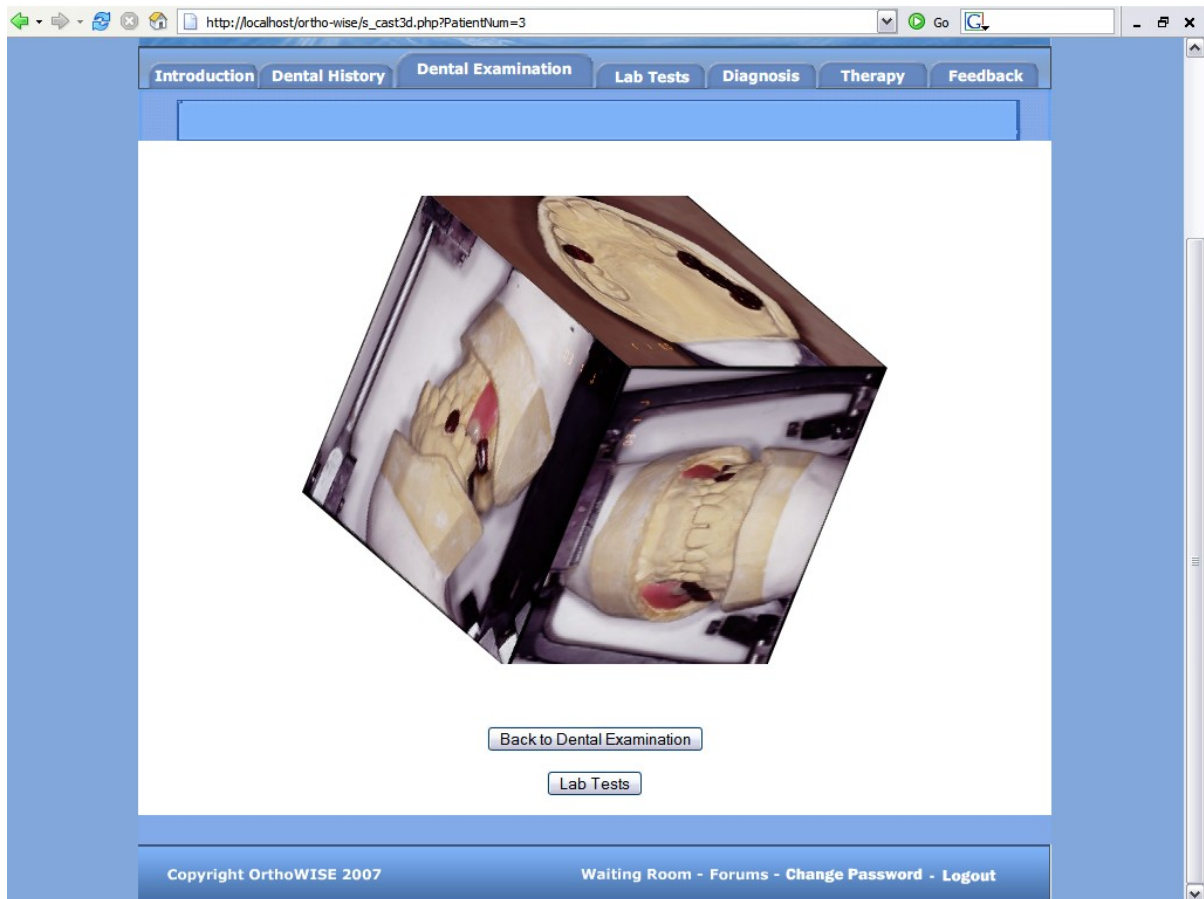 http://localhost/ortho-wise/s_cast3d.php?PatientNum=3
Go
G
Introduction Dental History Dental Examination Lab Tests Diagnosis Therapy Feedback
Back to Dental Examination
Lab Tests
Copyright OrthoWISE 2007 Waiting Room - Forums - Change Password - Logout